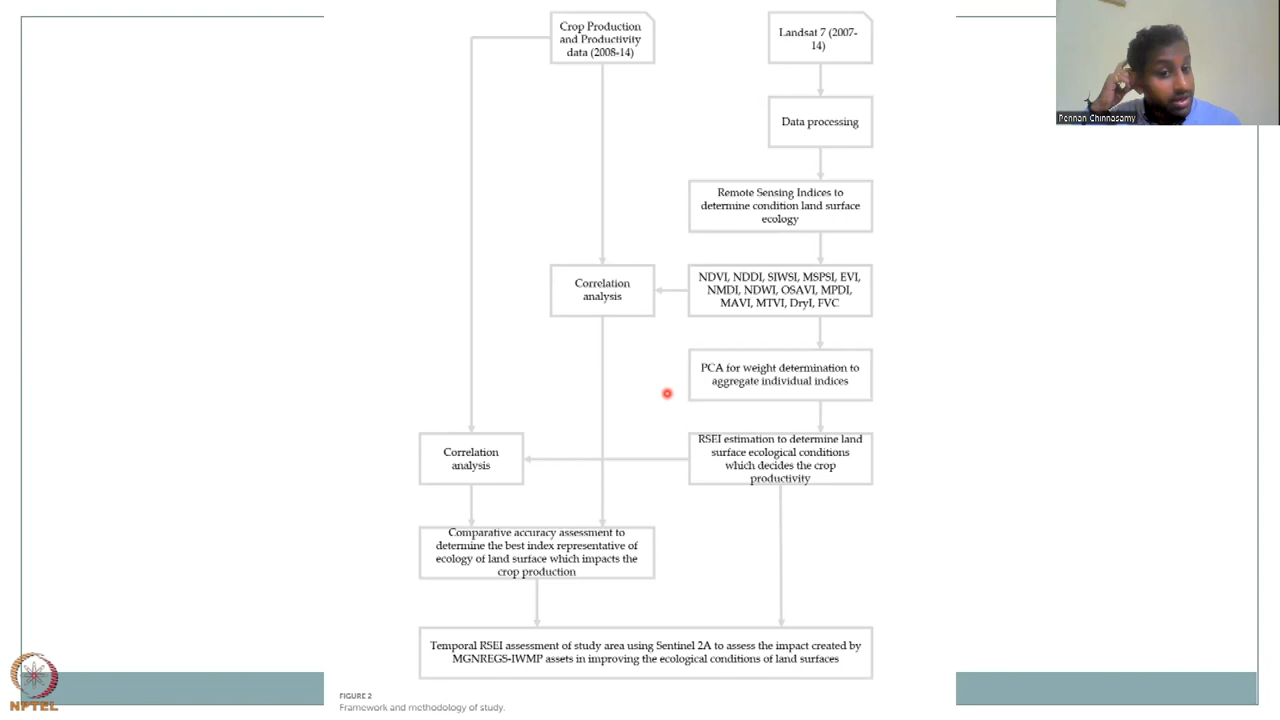 Crop Production
and Productivity
data (2008-14)
Landsat 7 (2007-
14)
Data processing
Remote Sensing Indices to
determine condition land surface
ecology
Correlation
analysis
NDVI, NDDI, SIWSI, MSPSI, EVI,
NMDI, NDWI, OSAVI, MPDI,
MAVI, MTVI, DryI, FVC
PCA for weight determination to
aggregate individual indices
Correlation
analysis
RSEI estimation to determine land
surface ecological conditions
which decides the crop
productivity
Comparative accuracy assessment to
determine the best index representative of
ecology of land surface which impacts the
crop production
Temporal RSEI assessment of study area using Sentinel 2A to assess the impact created by
MGNREGS-IWMP assets in improving the ecological conditions of land surfaces
FIGURE 2
Framework and methodology of study.
Pennan Chinnasamy
NPTEL